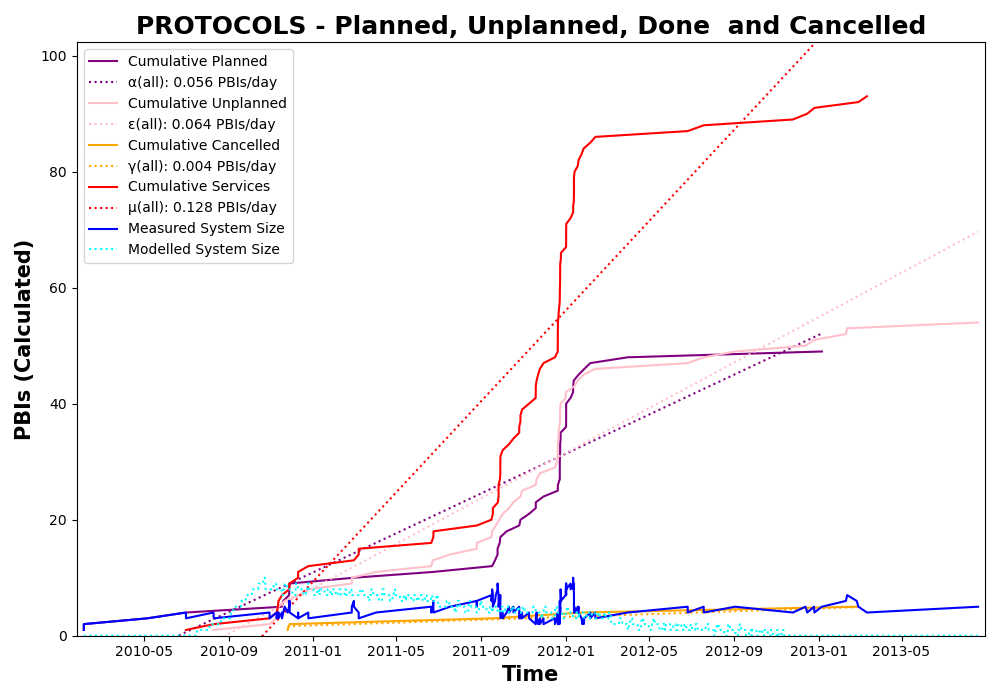 PROTOCOLS - Planned, Unplanned, Done  and Cancelled
PBIs (Calculated)
100
80
60
40
20
0
Cumulative Planned
α(all): 0.056 PBIs/day
Cumulative Unplanned
ε(all): 0.064 PBIs/day
Cumulative Cancelled
γ(all): 0.004 PBIs/day
Cumulative Services
μ(all): 0.128 PBIs/day
Measured System Size
Modelled System Size
2010-05 2010-09 2011-01 2011-05 2011-09 2012-01 2012-05 2012-09 2013-01 2013-05
Time